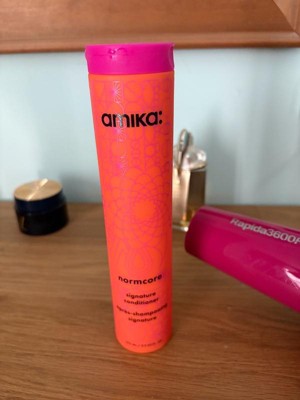 amika:
normcore
signature
conditioner
après-shampooing
signature
Rapida3600